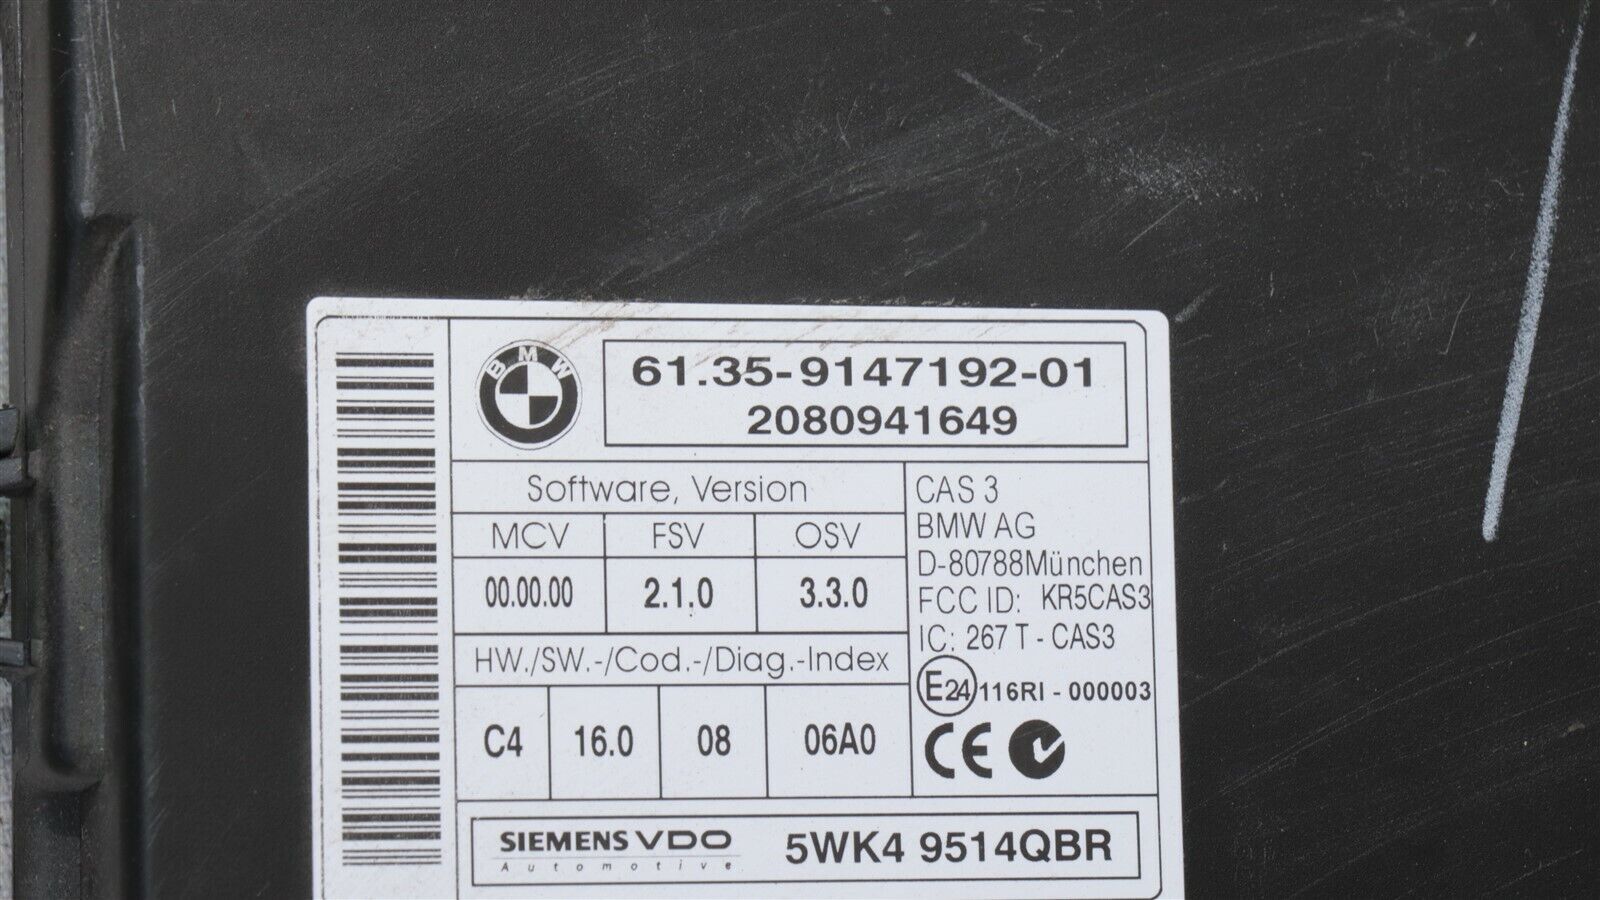 BMW
61.35-9147192-01
2080941649
Software, Version
MCV FSV OSV
00.00.00 2.1.0 3.3.0
HW./SW.-/Cod.-/Diag.-Index
C4 16.0 08 06A0
CAS 3
BMW AG
D-80788München
FCC ID: KR5CAS3
IC: 267 T - CAS3
E24 116RI - 000003
CE
SIEMENS VDO
Automotive
5WK4 9514QBR